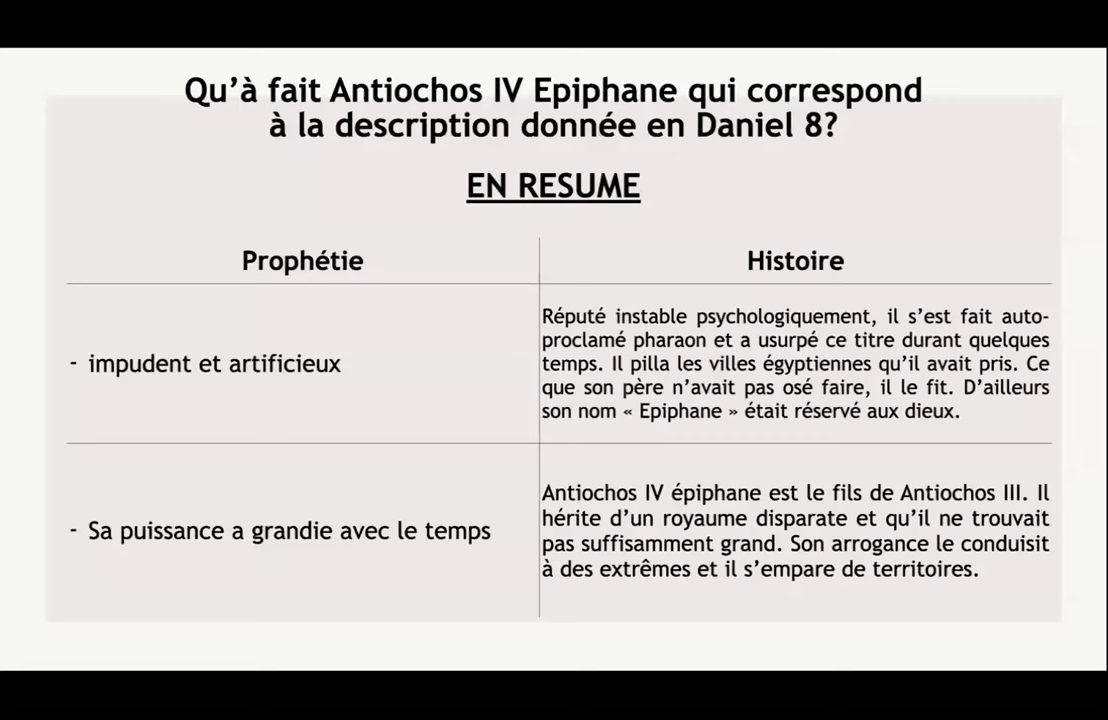 Qu’à fait Antiochos IV Epiphane qui correspond
à la description donnée en Daniel 8?
EN RESUME
Prophétie
Histoire
- impudent et artificieux
Réputé instable psychologiquement, il s’est fait auto-
proclamé pharaon et a usurpé ce titre durant quelques
temps. Il pilla les villes égyptiennes qu’il avait pris. Ce
que son père n’avait pas osé faire, il le fit. D’ailleurs
son nom « Epiphane » était réservé aux dieux.
- Sa puissance a grandie avec le temps
Antiochos IV épiphane est le fils de Antiochos III. Il
hérite d’un royaume disparate et qu’il ne trouvait
pas suffisamment grand. Son arrogance le conduisit
à des extrêmes et il s’empare de territoires.